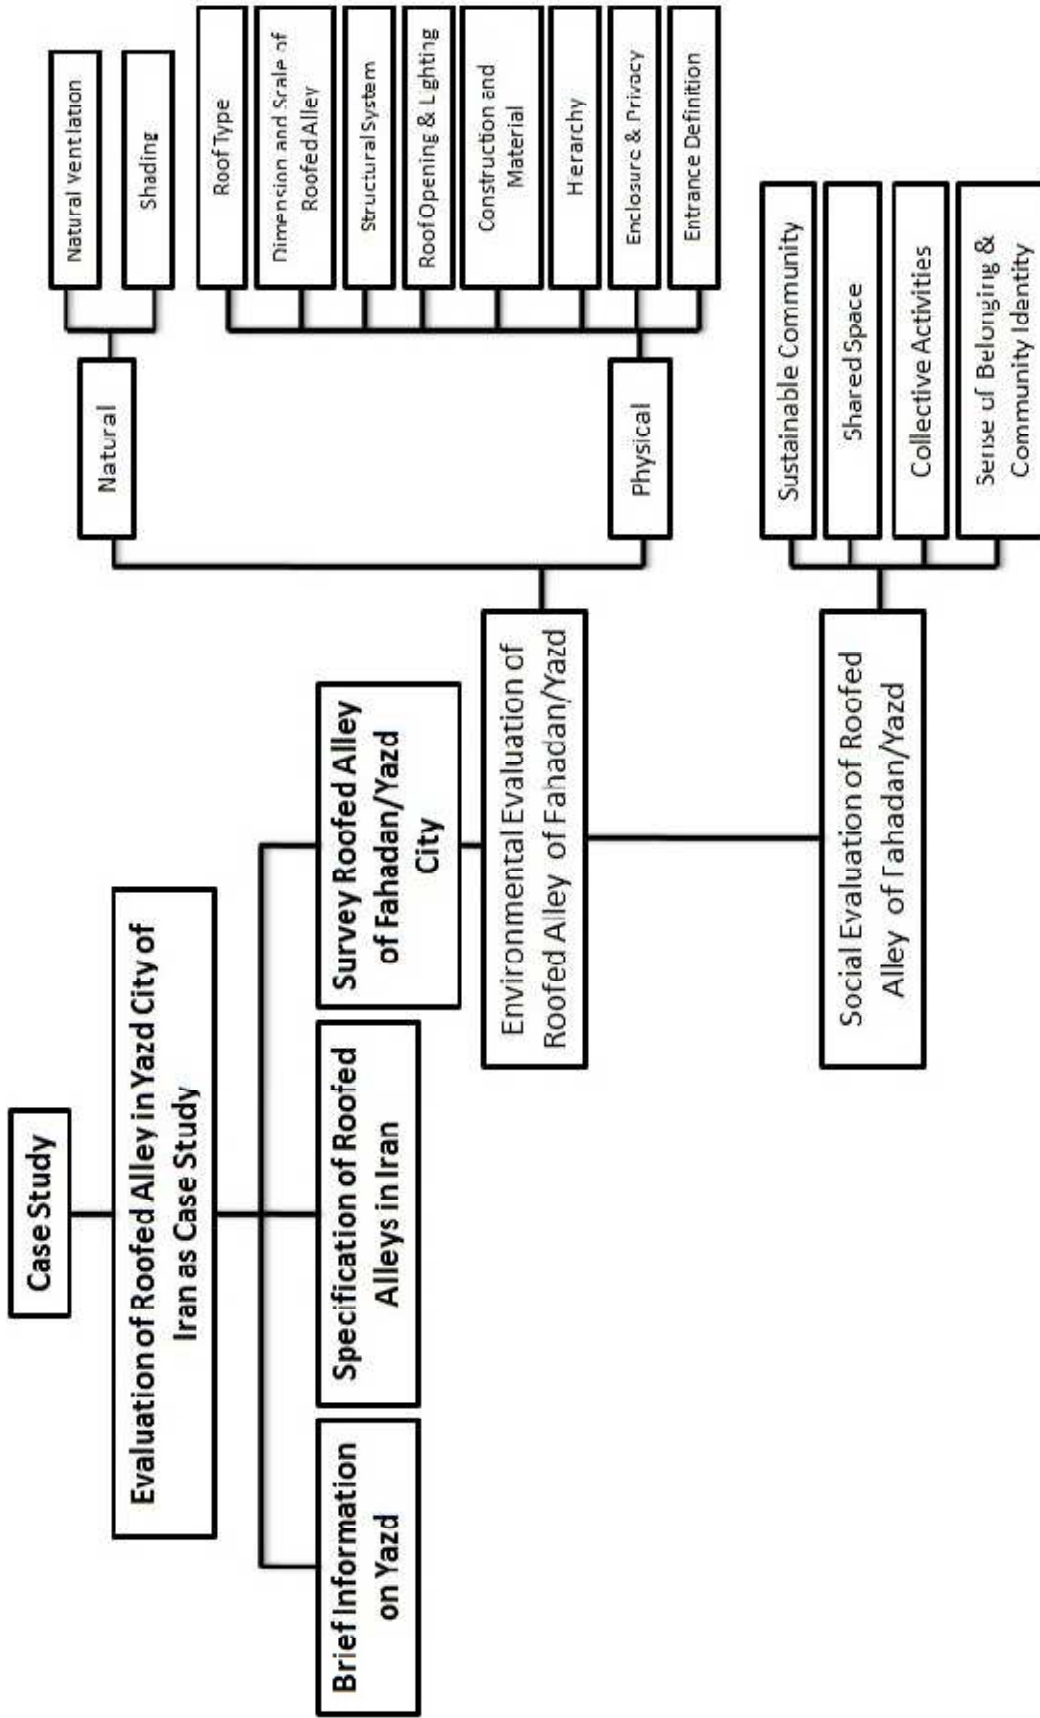 Case Study
Evaluation of Roofed Alley in Yazd City of
Iran as Case Study
Brief Information
on Yazd
Specification of Roofed
Alleys in Iran
Survey Roofed Alley
of Fahadan/Yazd
City
Environmental Evaluation of
Roofed Alley of Fahadan/Yazd
Natural
Natural Ventilation
Shading
Physical
Roof Type
Dimension and Scale of
Roofed Alley
Structural System
Roof Opening & Lighting
Construction and
Material
Hierarchy
Enclosure & Privacy
Entrance Definition
Social Evaluation of Roofed
Alley of Fahadan/Yazd
Sustainable Community
Shared Space
Collective Activities
Sense of Belonging &
Community Identity